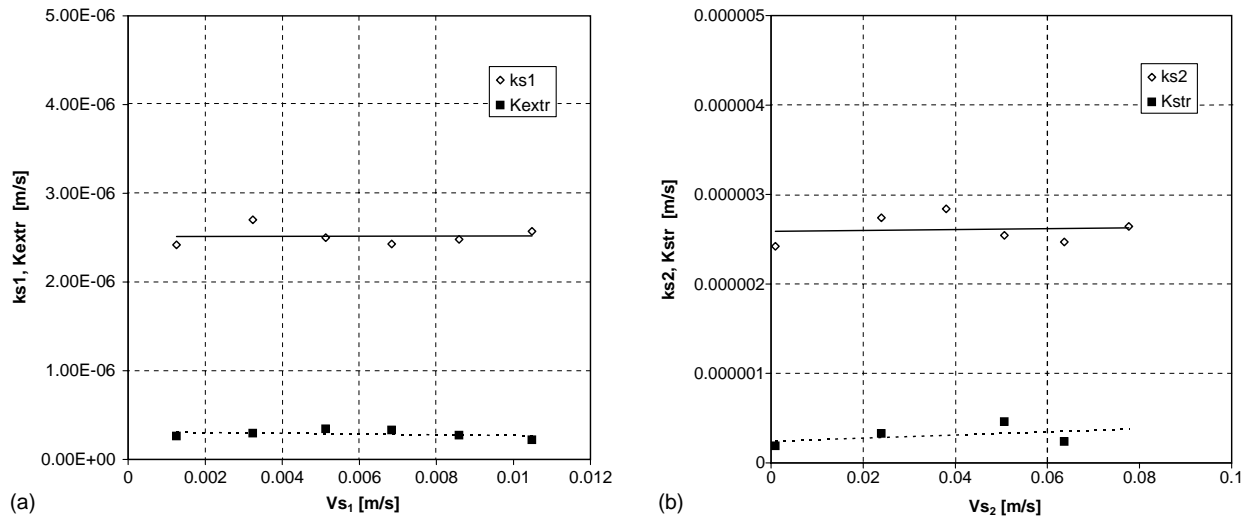 5.00E-06
4.00E-06
3.00E-06
2.00E-06
1.00E-06
0.00E+00
ks1, Kextr [m/s]
ks1
Kextr
0
0.002
0.004
0.006
0.008
0.01
0.012
Vs1 [m/s]
(a)
0.000005
0.000004
0.000003
0.000002
0.000001
0
ks2, Kstr [m/s]
ks2
Kstr
0
0.02
0.04
0.06
0.08
0.1
Vs2 [m/s]
(b)